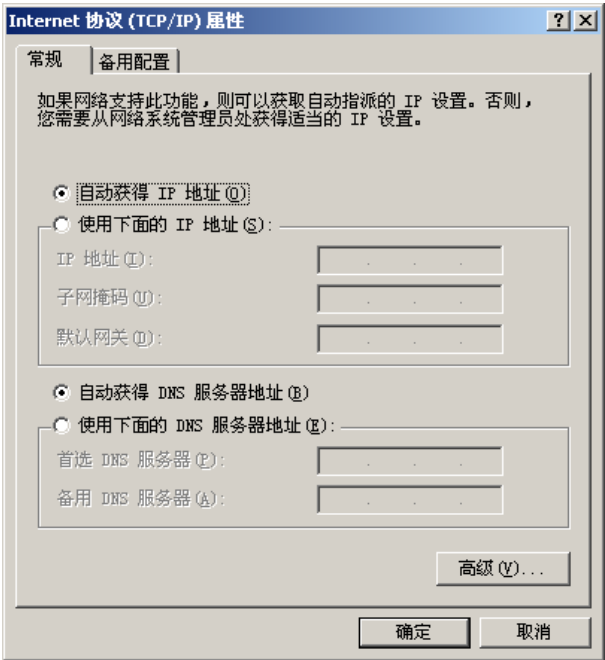 Internet 协议 (TCP/IP) 属性
常规
备用配置
如果网络支持此功能，则可以获取自动指派的 IP 设置。否则，
您需要从网络系统管理员处获得适当的 IP 设置。
自动获得 IP 地址(O)
使用下面的 IP 地址(S):
IP 地址(I):
子网掩码(U):
默认网关(D):
自动获得 DNS 服务器地址(B)
使用下面的 DNS 服务器地址(E):
首选 DNS 服务器(P):
备用 DNS 服务器(A):
高级(V)...
确定
取消